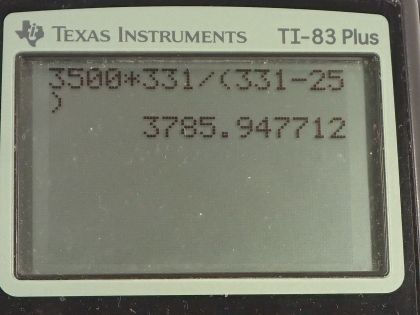 TEXAS INSTRUMENTS TI-83 Plus
3500*331/(331-25
)
3785.947712